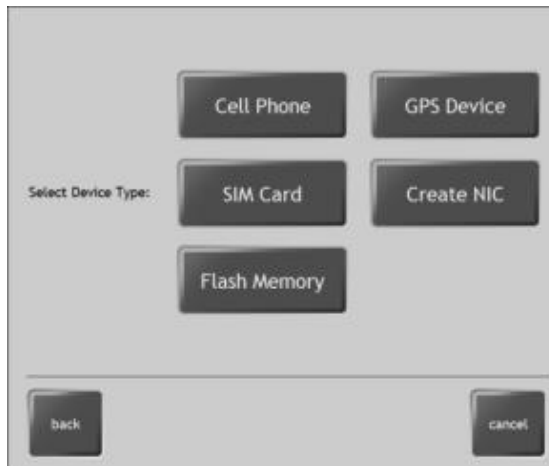 Cell Phone
GPS Device
Select Device Type:
SIM Card
Create NIC
Flash Memory
back
cancel